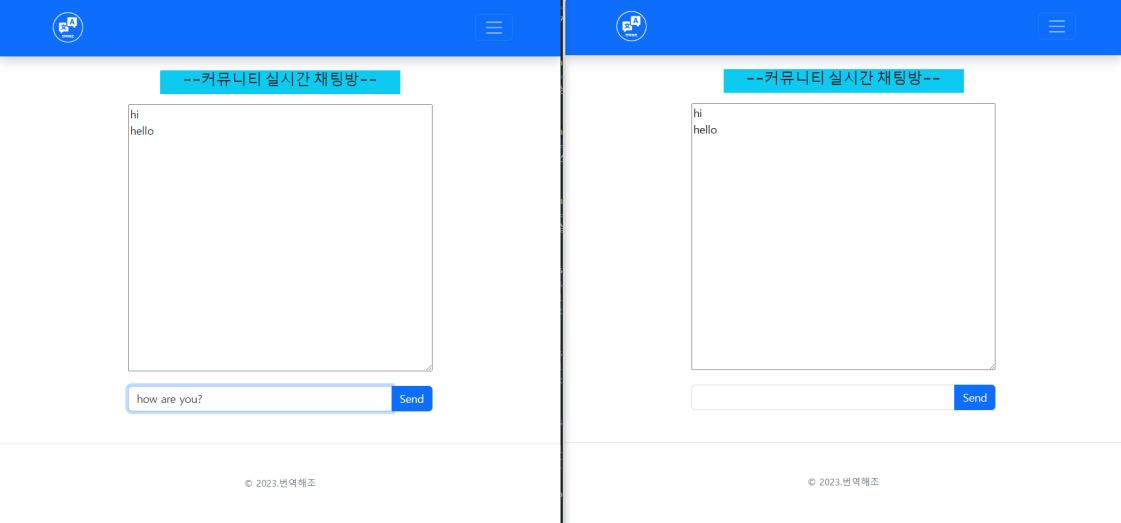 --커뮤니티 실시간 채팅방--
hi
hello
how are you?
Send
© 2023.번역해조
--커뮤니티 실시간 채팅방--
hi
hello
Send
© 2023.번역해조